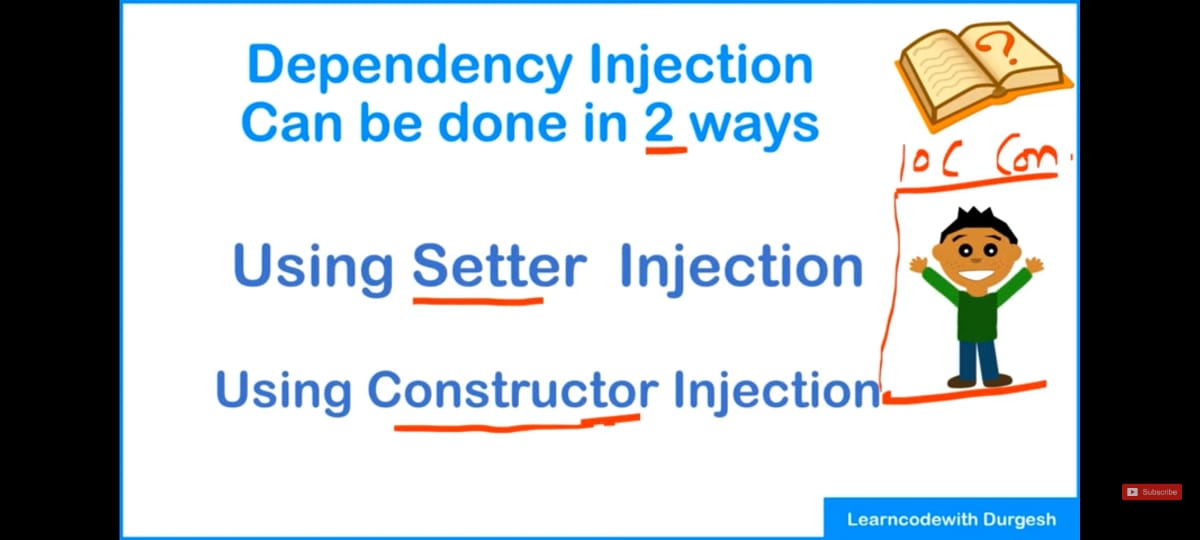 Dependency Injection
Can be done in 2 ways
?
IOC Con.
Using Setter Injection
Using Constructor Injection
Subscribe
Learncodewith Durgesh